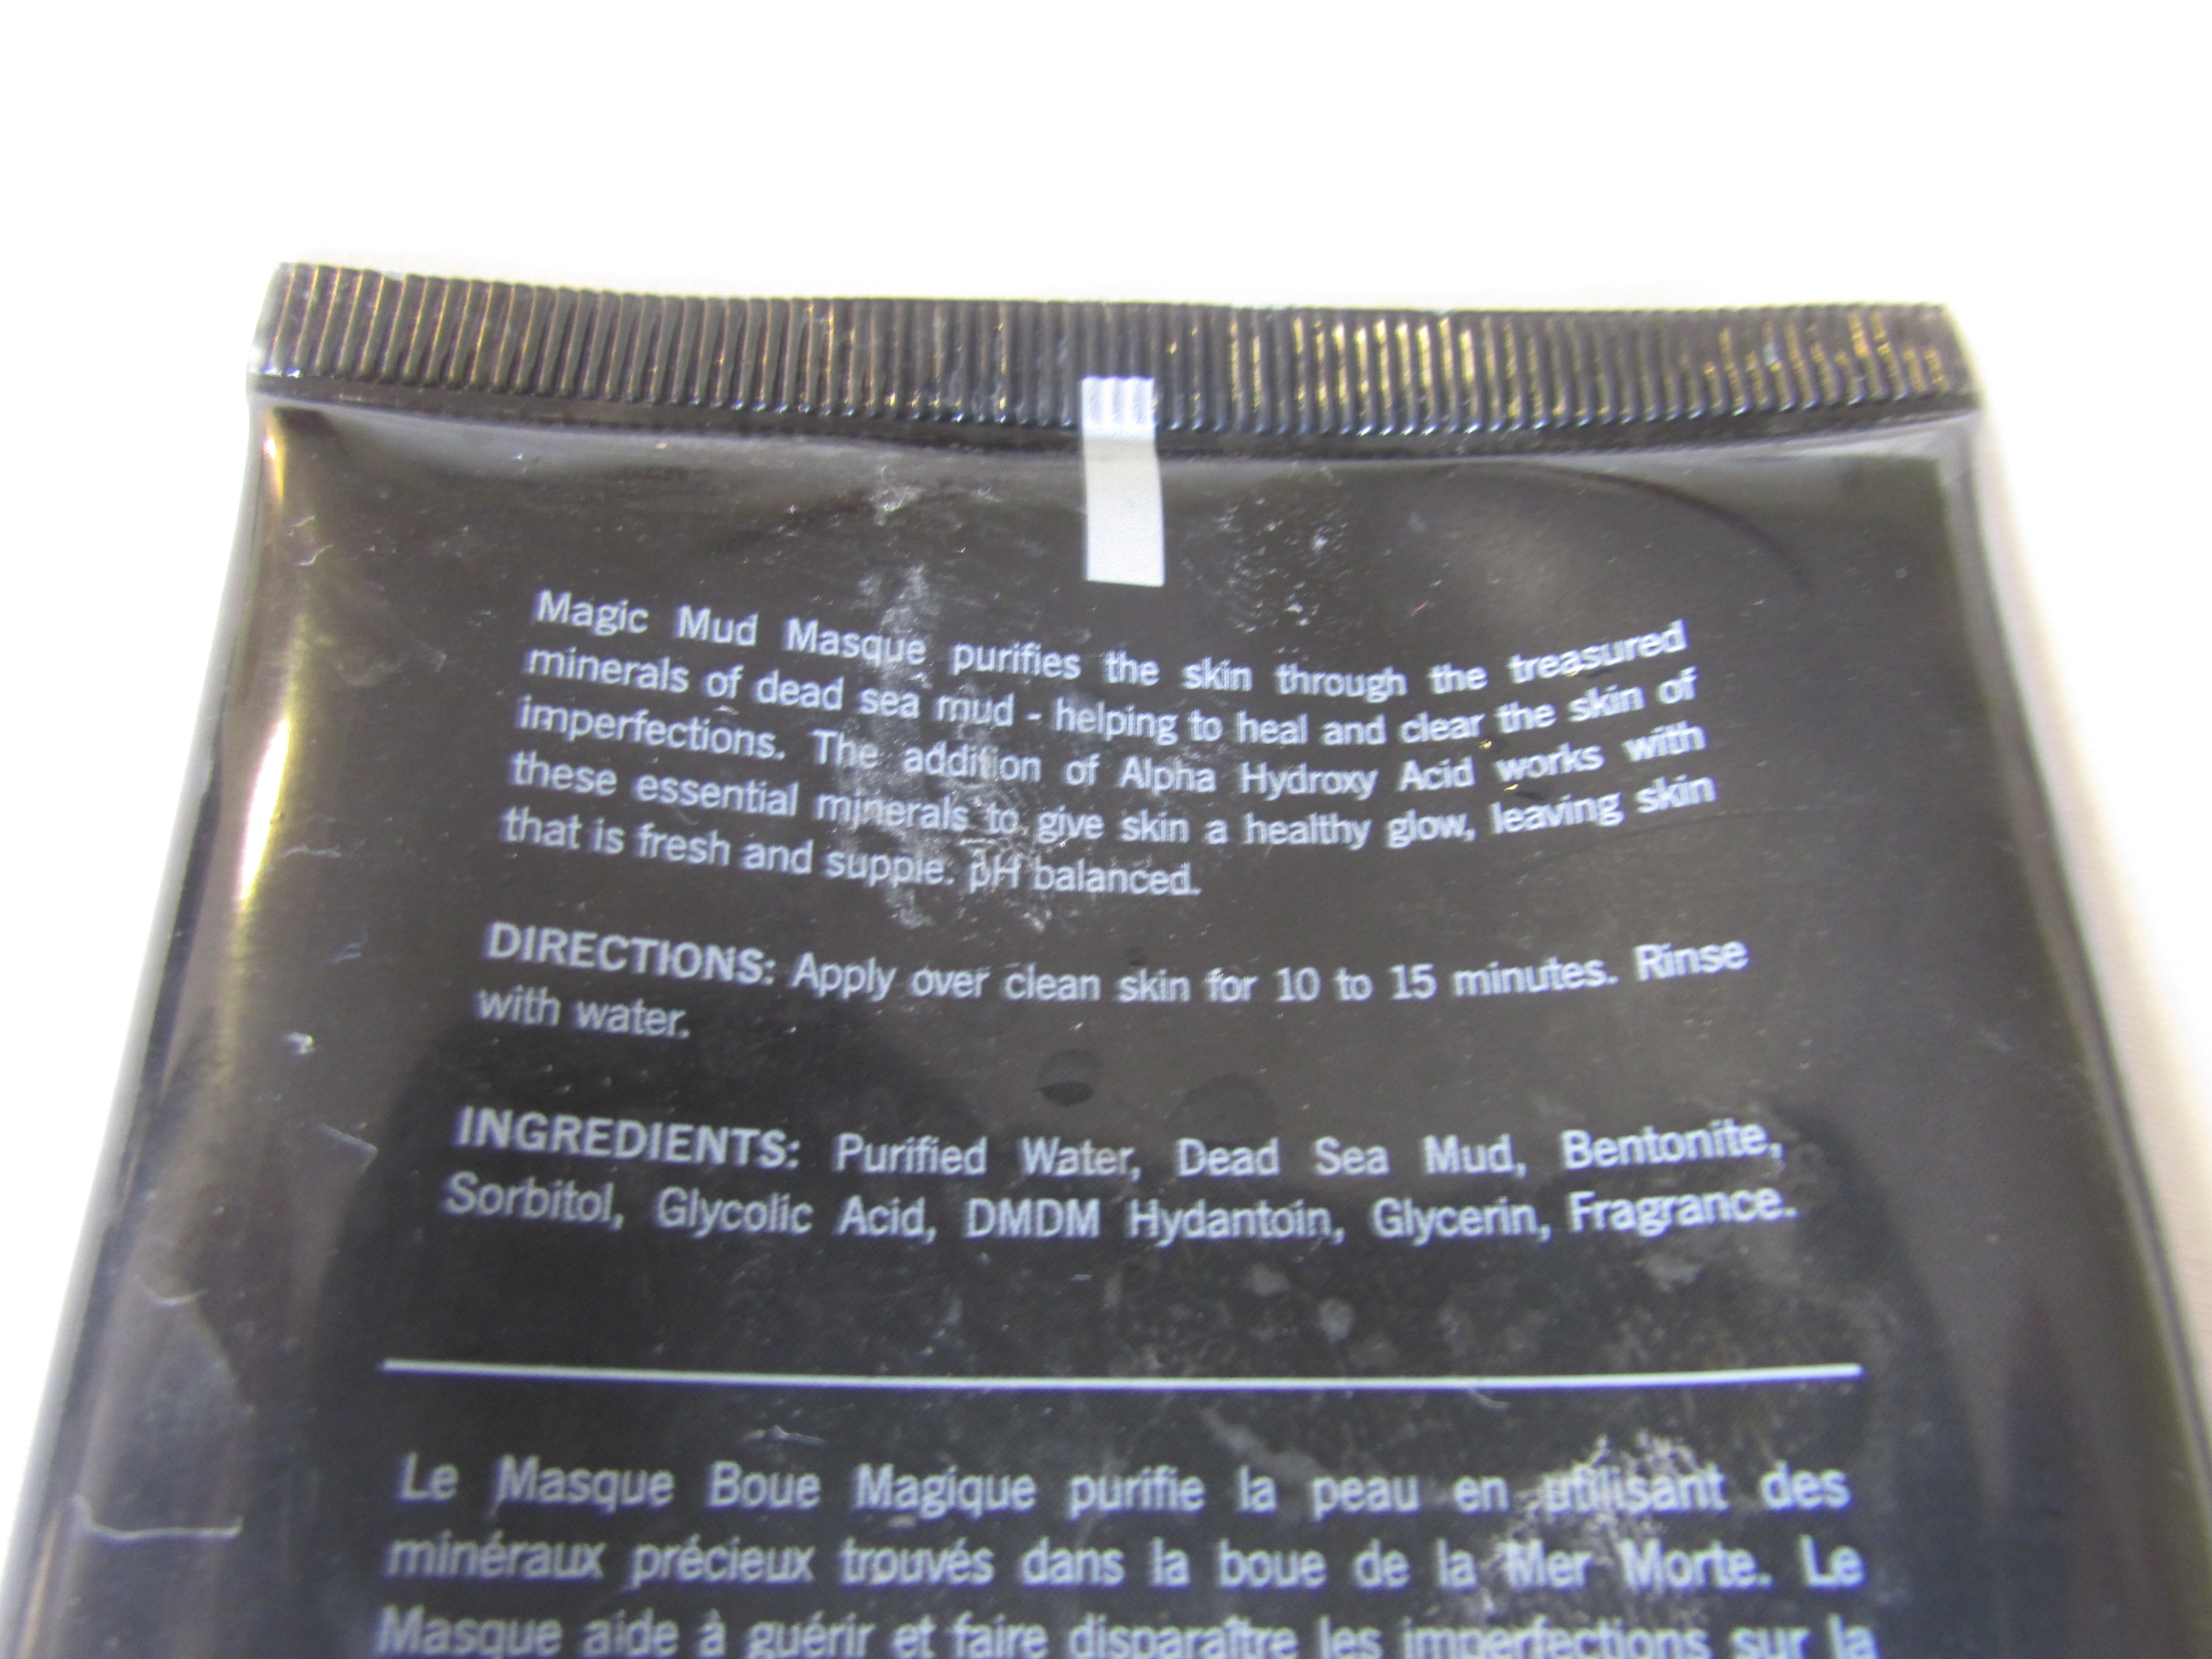 Magic Mud Masque purifies the skin through the treasured
minerals of dead sea mud - helping to heal and clear the skin of
imperfections. The addition of Alpha Hydroxy Acid works with
these essential minerals to give skin a healthy glow, leaving skin
that is fresh and supple. pH balanced.
DIRECTIONS: Apply over clean skin for 10 to 15 minutes. Rinse
with water.
INGREDIENTS: Purified Water, Dead Sea Mud, Bentonite,
Sorbitol, Glycolic Acid, DMDM Hydantoin, Glycerin, Fragrance.
Le Masque Boue Magique purifie la peau en utilisant des
minéraux précieux trouvés dans la boue de la Mer Morte. Le
Masque aide à guérir et faire disparaître les imperfections sur la